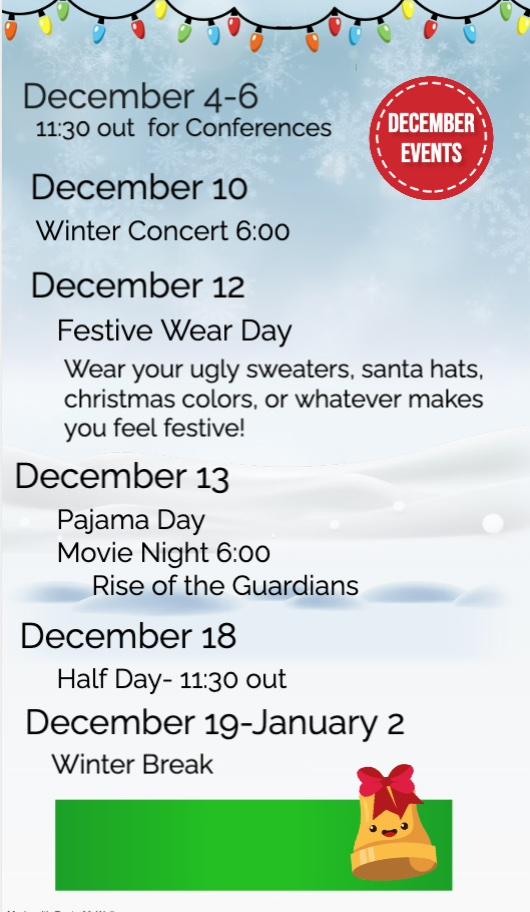 December 4-6
11:30 out for Conferences
DECEMBER
EVENTS
December 10
Winter Concert 6:00
December 12
Festive Wear Day
Wear your ugly sweaters, santa hats,
christmas colors, or whatever makes
you feel festive!
December 13
Pajama Day
Movie Night 6:00
Rise of the Guardians
December 18
Half Day- 11:30 out
December 19-January 2
Winter Break